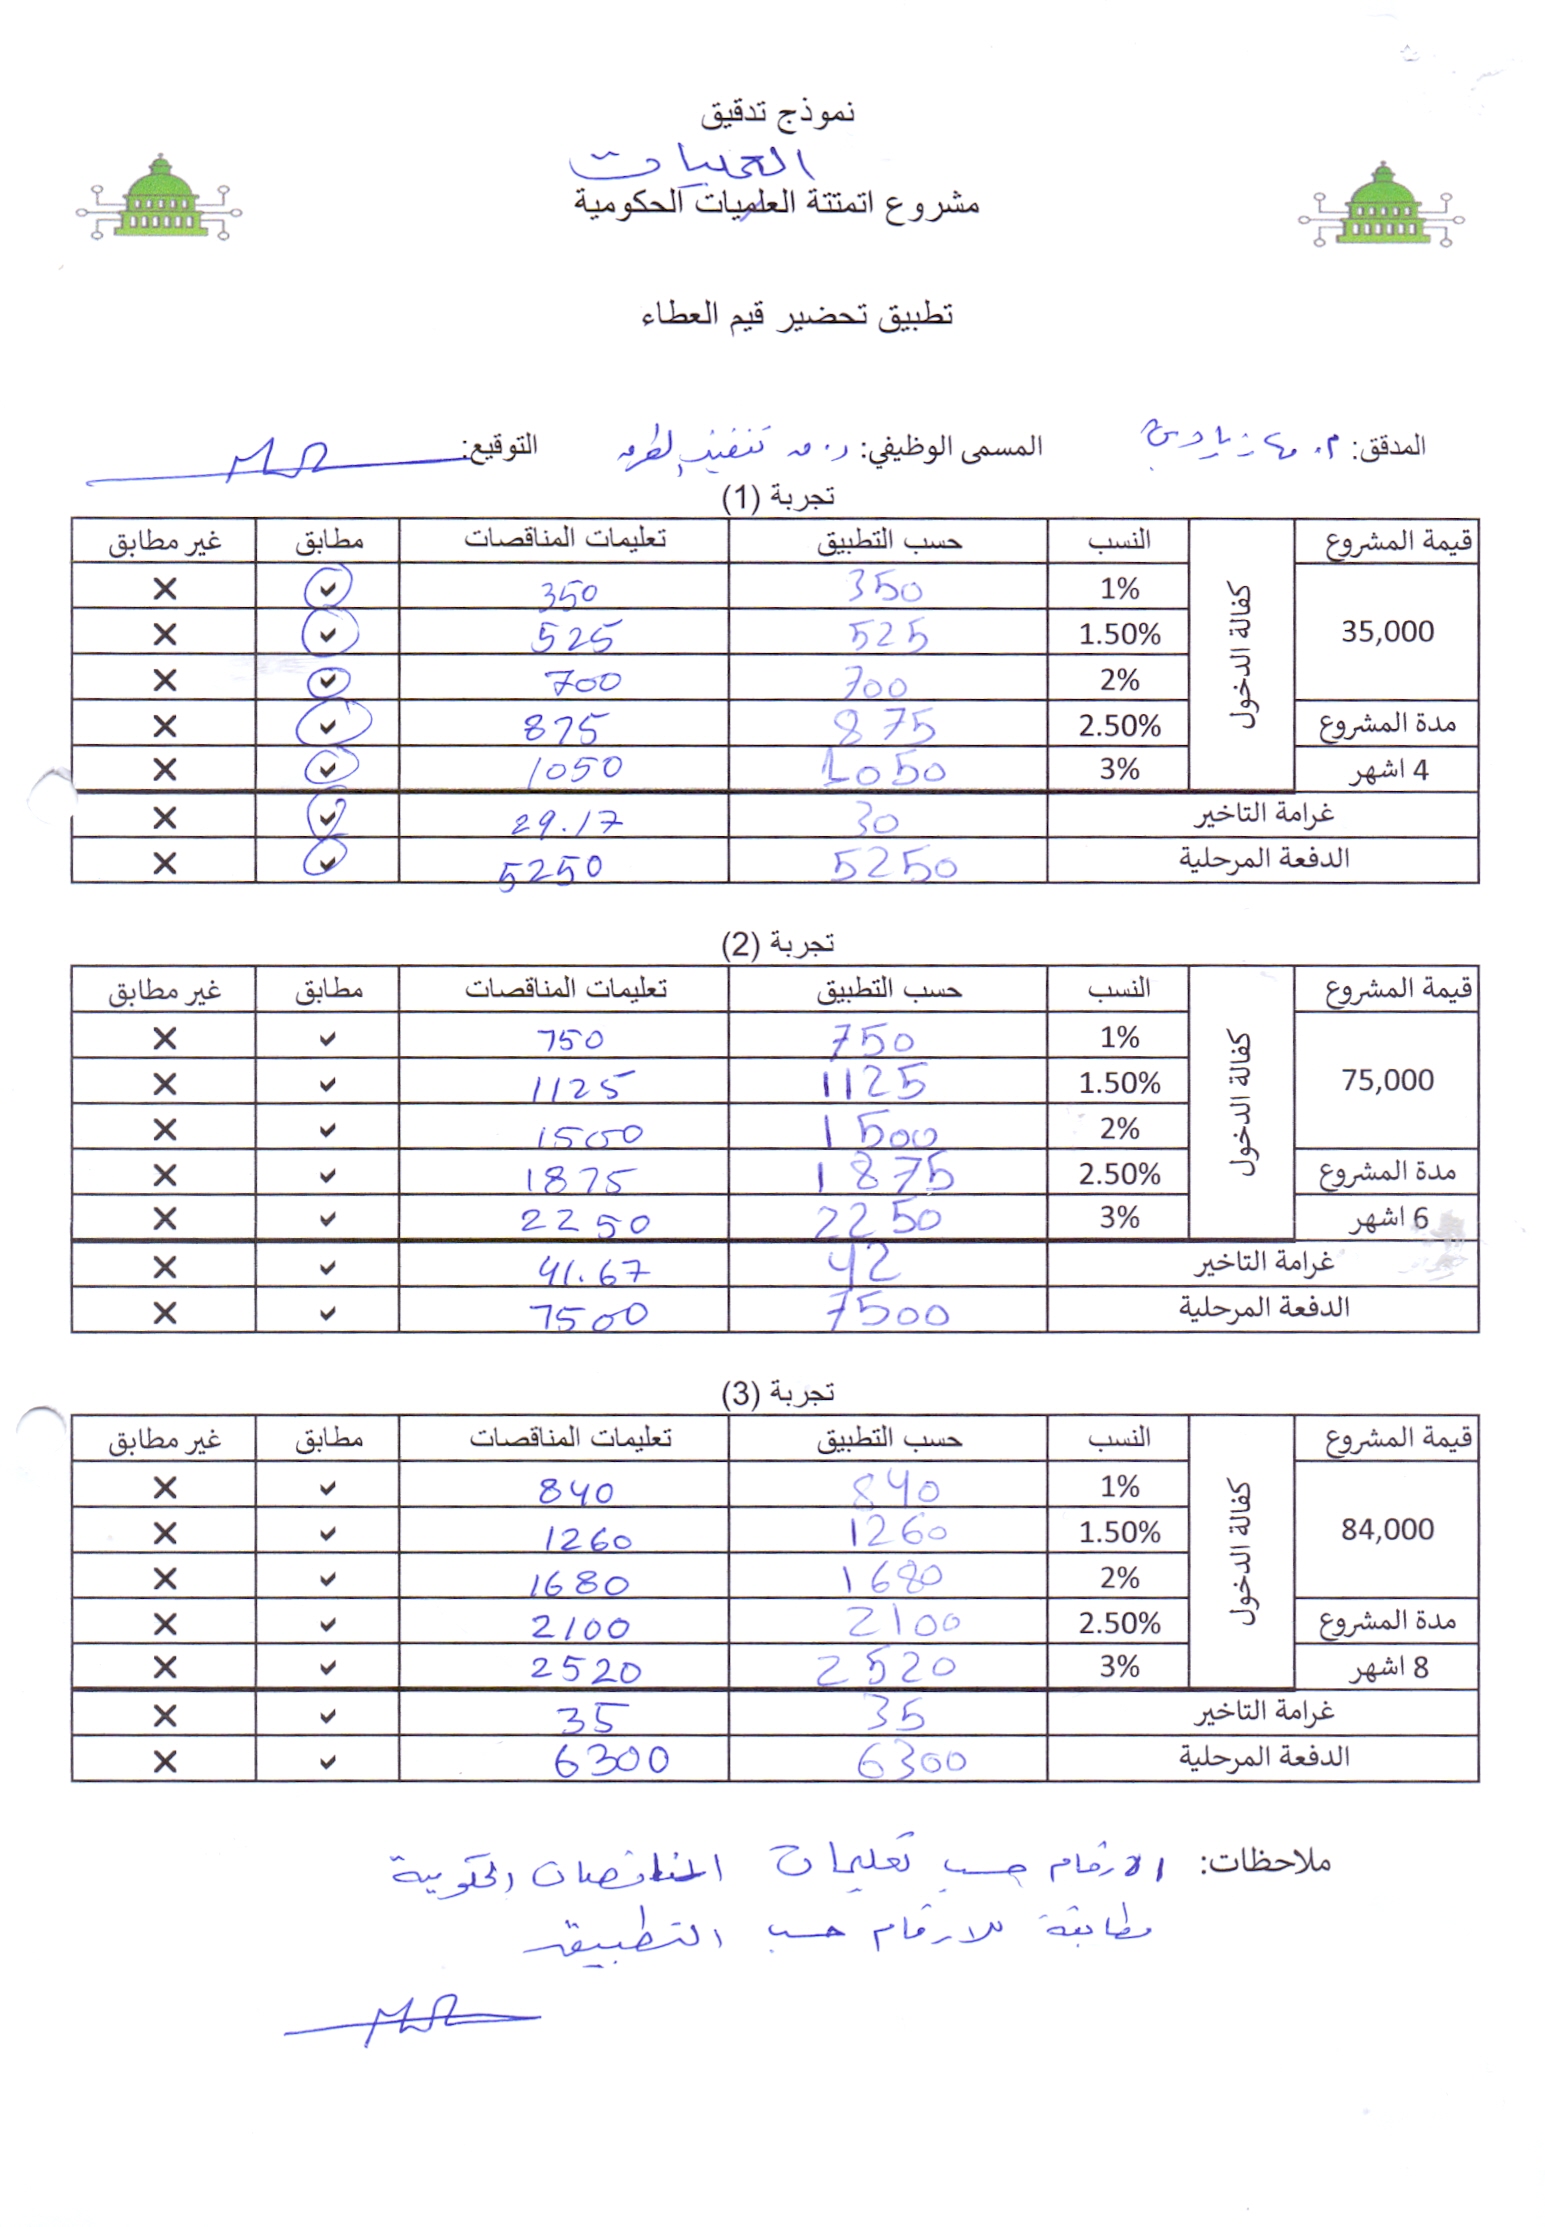 نموذج تدقيق
العمليات
مشروع اتمتتة العلميات الحكومية
تطبيق تحضير قيم العطاء
المدقق: م. مها المسمى الوظيفي: ر. ق تنفيذ الطرق التوقيع:
تجربة (1)
قيمة المشروع كفالة الدخول النسب حسب التطبيق تعليمات المناقصات مطابق غير مطابق
35,000 1% 350 350 ✓ ✕
1.50% 525 525 ✓ ✕
2% 700 700 ✓ ✕
مدة المشروع 2.50% 875 875 ✓ ✕
4 اشهر 3% 1050 1050 ✓ ✕
غرامة التاخير 30 29.17 ✓ ✕
الدفعة المرحلية 5250 5250 ✓ ✕
تجربة (2)
قيمة المشروع كفالة الدخول النسب حسب التطبيق تعليمات المناقصات مطابق غير مطابق
75,000 1% 750 750 ✓ ✕
1.50% 1125 1125 ✓ ✕
2% 1500 1500 ✓ ✕
مدة المشروع 2.50% 1875 1875 ✓ ✕
6 اشهر 3% 2250 2250 ✓ ✕
غرامة التاخير 42 41.67 ✓ ✕
الدفعة المرحلية 7500 7500 ✓ ✕
تجربة (3)
قيمة المشروع كفالة الدخول النسب حسب التطبيق تعليمات المناقصات مطابق غير مطابق
84,000 1% 840 840 ✓ ✕
1.50% 1260 1260 ✓ ✕
2% 1680 1680 ✓ ✕
مدة المشروع 2.50% 2100 2100 ✓ ✕
8 اشهر 3% 2520 2520 ✓ ✕
غرامة التاخير 35 35 ✓ ✕
الدفعة المرحلية 6300 6300 ✓ ✕
ملاحظات: الارقام حسب تعليمات المناقصات الحكومية
مطابقة للارقام حسب التطبيق